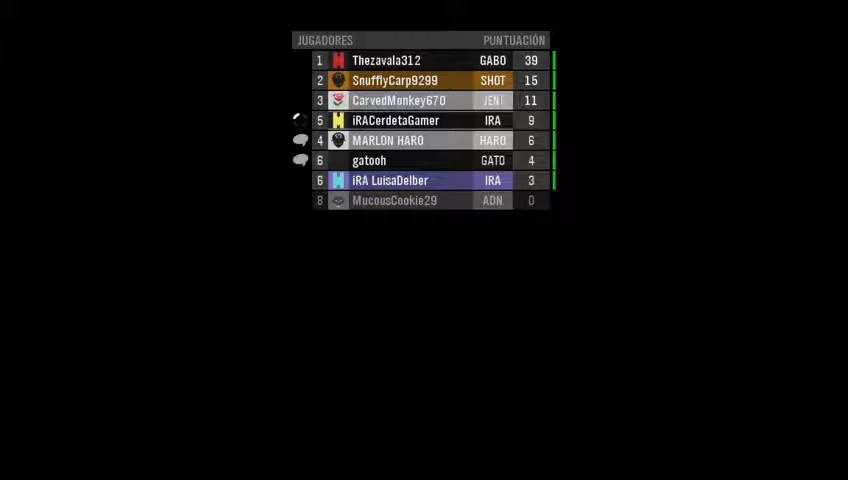 JUGADORES PUNTUACIÓN
1 Thezavala312 GABO 39
2 SnufflyCarp9299 SHOT 15
3 CarvedMonkey670 JENI 11
5 iRACerdetaGamer IRA 9
4 MARLON HARO HARO 6
6 gatooh GATO 4
6 iRA LuisaDelber IRA 3
8 MucousCookie29 ADN 0